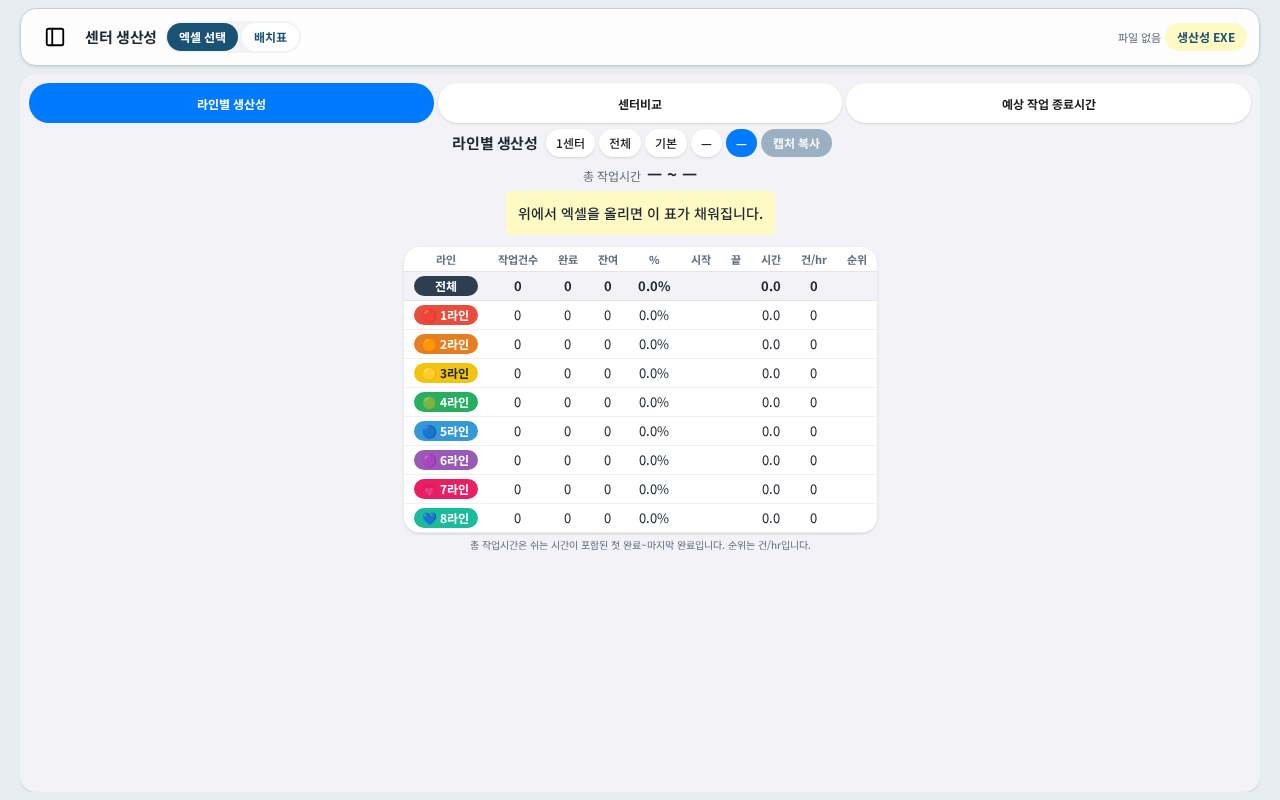 센터 생산성 엑셀 선택 배치표 파일 없음 생산성 EXE
라인별 생산성 센터비교 예상 작업 종료시간
라인별 생산성 1센터 전체 기본 — —캡처 복사
총 작업시간 — ~ —
위에서 엑셀을 올리면 이 표가 채워집니다.
라인 작업건수 완료 잔여 % 시작 끝 시간 건/hr 순위
전체 0 0 0 0.0% 0.0 0
🔴 1라인 0 0 0 0.0% 0.0 0
🟠 2라인 0 0 0 0.0% 0.0 0
🟡 3라인 0 0 0 0.0% 0.0 0
🟢 4라인 0 0 0 0.0% 0.0 0
🔵 5라인 0 0 0 0.0% 0.0 0
🟣 6라인 0 0 0 0.0% 0.0 0
💗 7라인 0 0 0 0.0% 0.0 0
💙 8라인 0 0 0 0.0% 0.0 0
총 작업시간은 쉬는 시간이 포함된 첫 완료~마지막 완료입니다. 순위는 건/hr입니다.